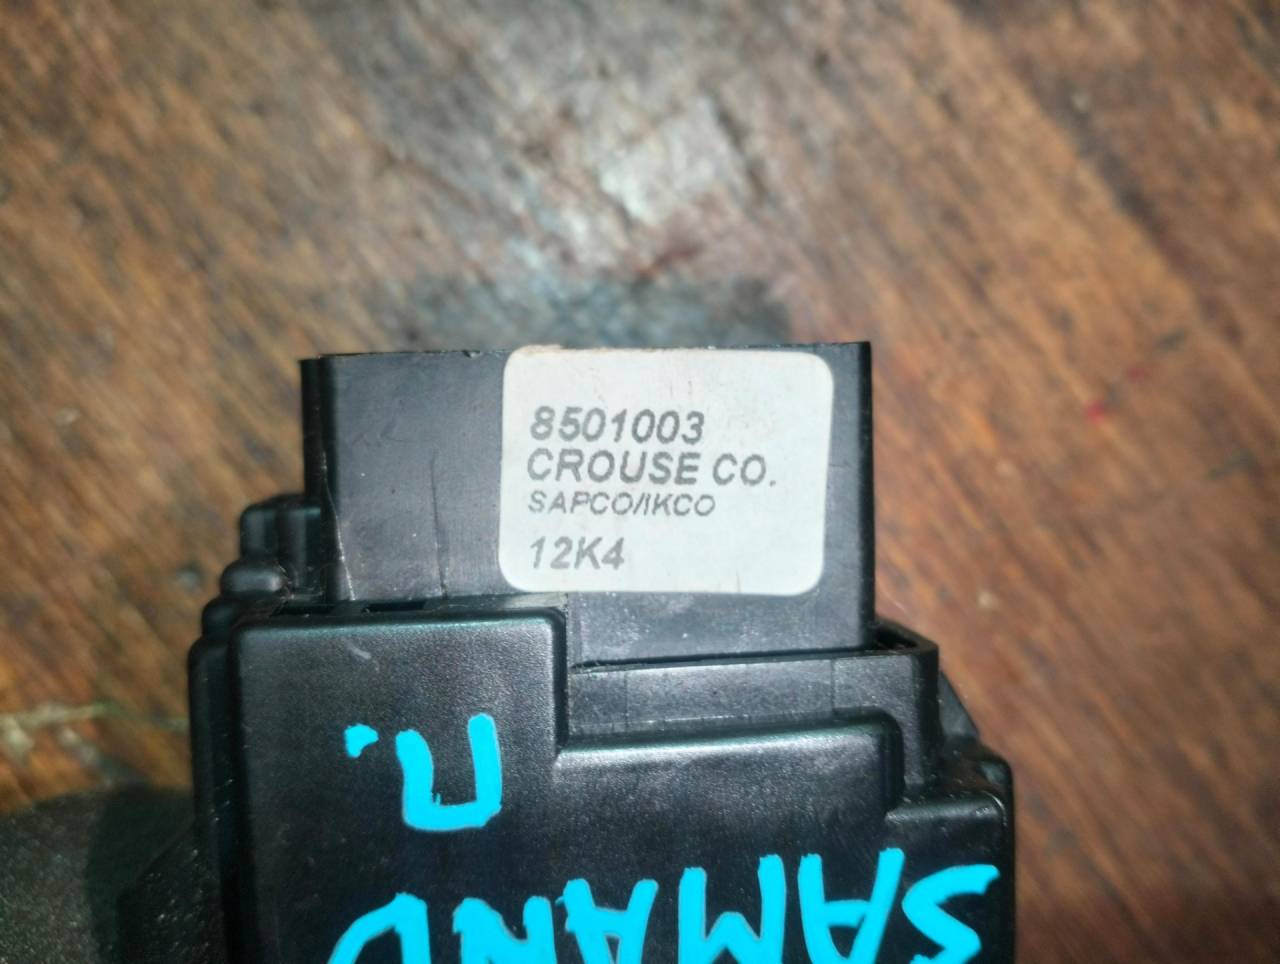 8501003
CROUSE CO.
SAPCO/IKCO
12K4
SAMAND
П.